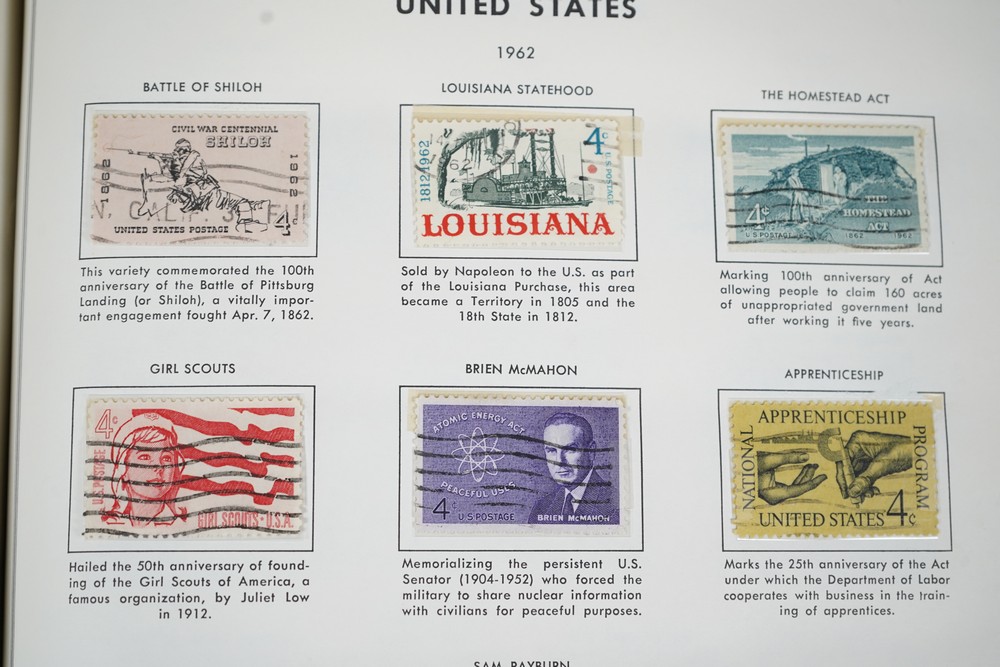 UNITED STATES
1962
BATTLE OF SHILOH
CIVIL WAR CENTENNIAL
SHILOH
1862
1962
4c
UNITED STATES POSTAGE
N. CALIF.
This variety commemorated the 100th
anniversary of the Battle of Pittsburg
Landing (or Shiloh), a vitally impor-
tant engagement fought Apr. 7, 1862.
LOUISIANA STATEHOOD
1812-1962
4c
U.S. POSTAGE
LOUISIANA
Sold by Napoleon to the U.S. as part
of the Louisiana Purchase, this area
became a Territory in 1805 and the
18th State in 1812.
THE HOMESTEAD ACT
4¢
U.S. POSTAGE
THE
HOMESTEAD
ACT
1862 1962
Marking 100th anniversary of Act
allowing people to claim 160 acres
of unappropriated government land
after working it five years.
GIRL SCOUTS
4c
U.S. POSTAGE
GIRL SCOUTS • U.S.A.
Hailed the 50th anniversary of found-
ing of the Girl Scouts of America, a
famous organization, by Juliet Low
in 1912.
BRIEN McMAHON
ATOMIC ENERGY ACT
PEACEFUL USES
4c
U.S. POSTAGE
BRIEN McMAHON
Memorializing the persistent U.S.
Senator (1904-1952) who forced the
military to share nuclear information
with civilians for peaceful purposes.
APPRENTICESHIP
NATIONAL
APPRENTICESHIP
PROGRAM
UNITED STATES 4¢
Marks the 25th anniversary of the Act
under which the Department of Labor
cooperates with business in the train-
ing of apprentices.
SAM RAYBURN